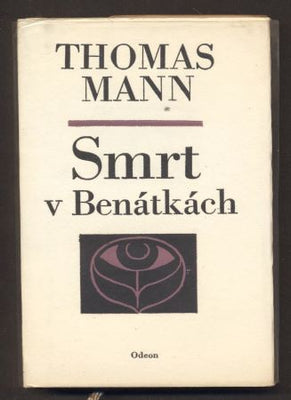 THOMAS
MANN
Smrt
v Benátkách
Odeon